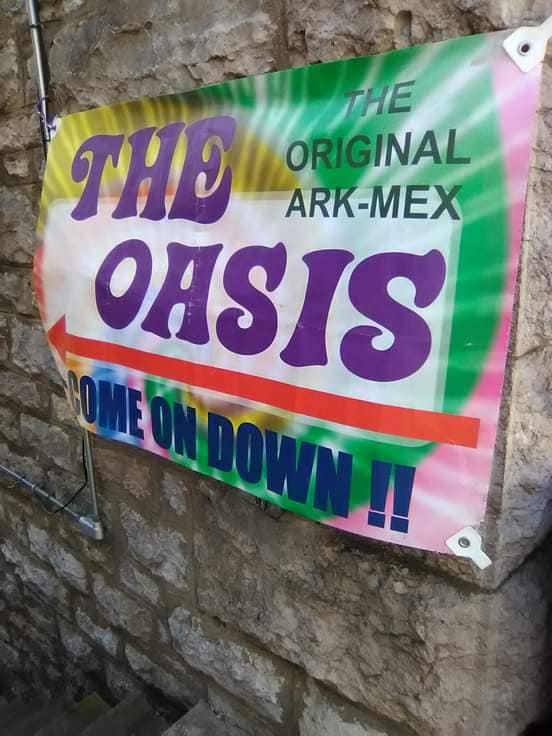 THE
OASIS
THE
ORIGINAL
ARK-MEX
COME ON DOWN !!